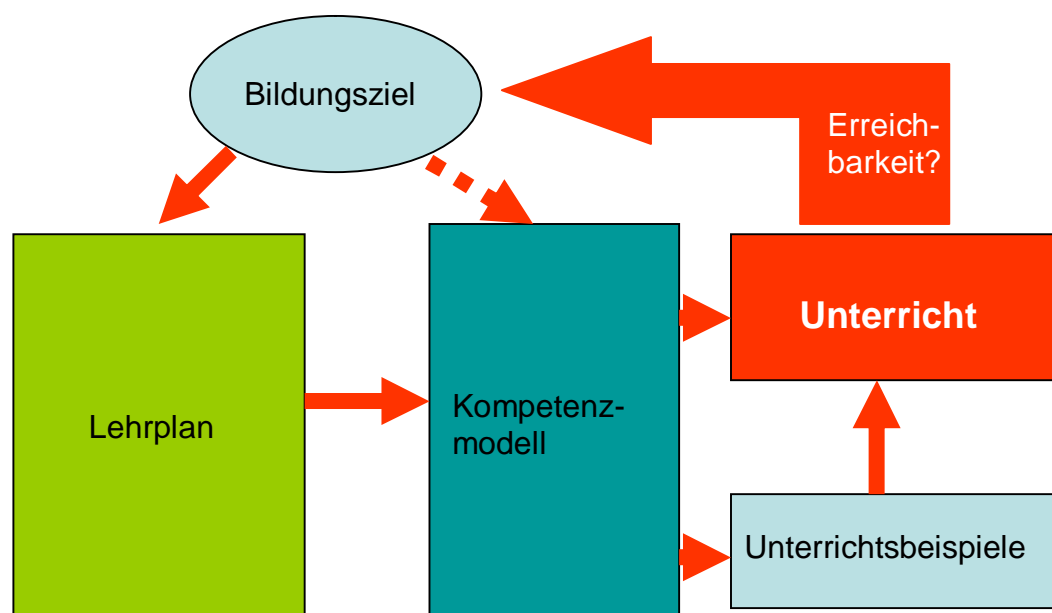 Bildungsziel
Erreich-
barkeit?
Unterricht
Lehrplan
Kompetenz-
modell
Unterrichtsbeispiele